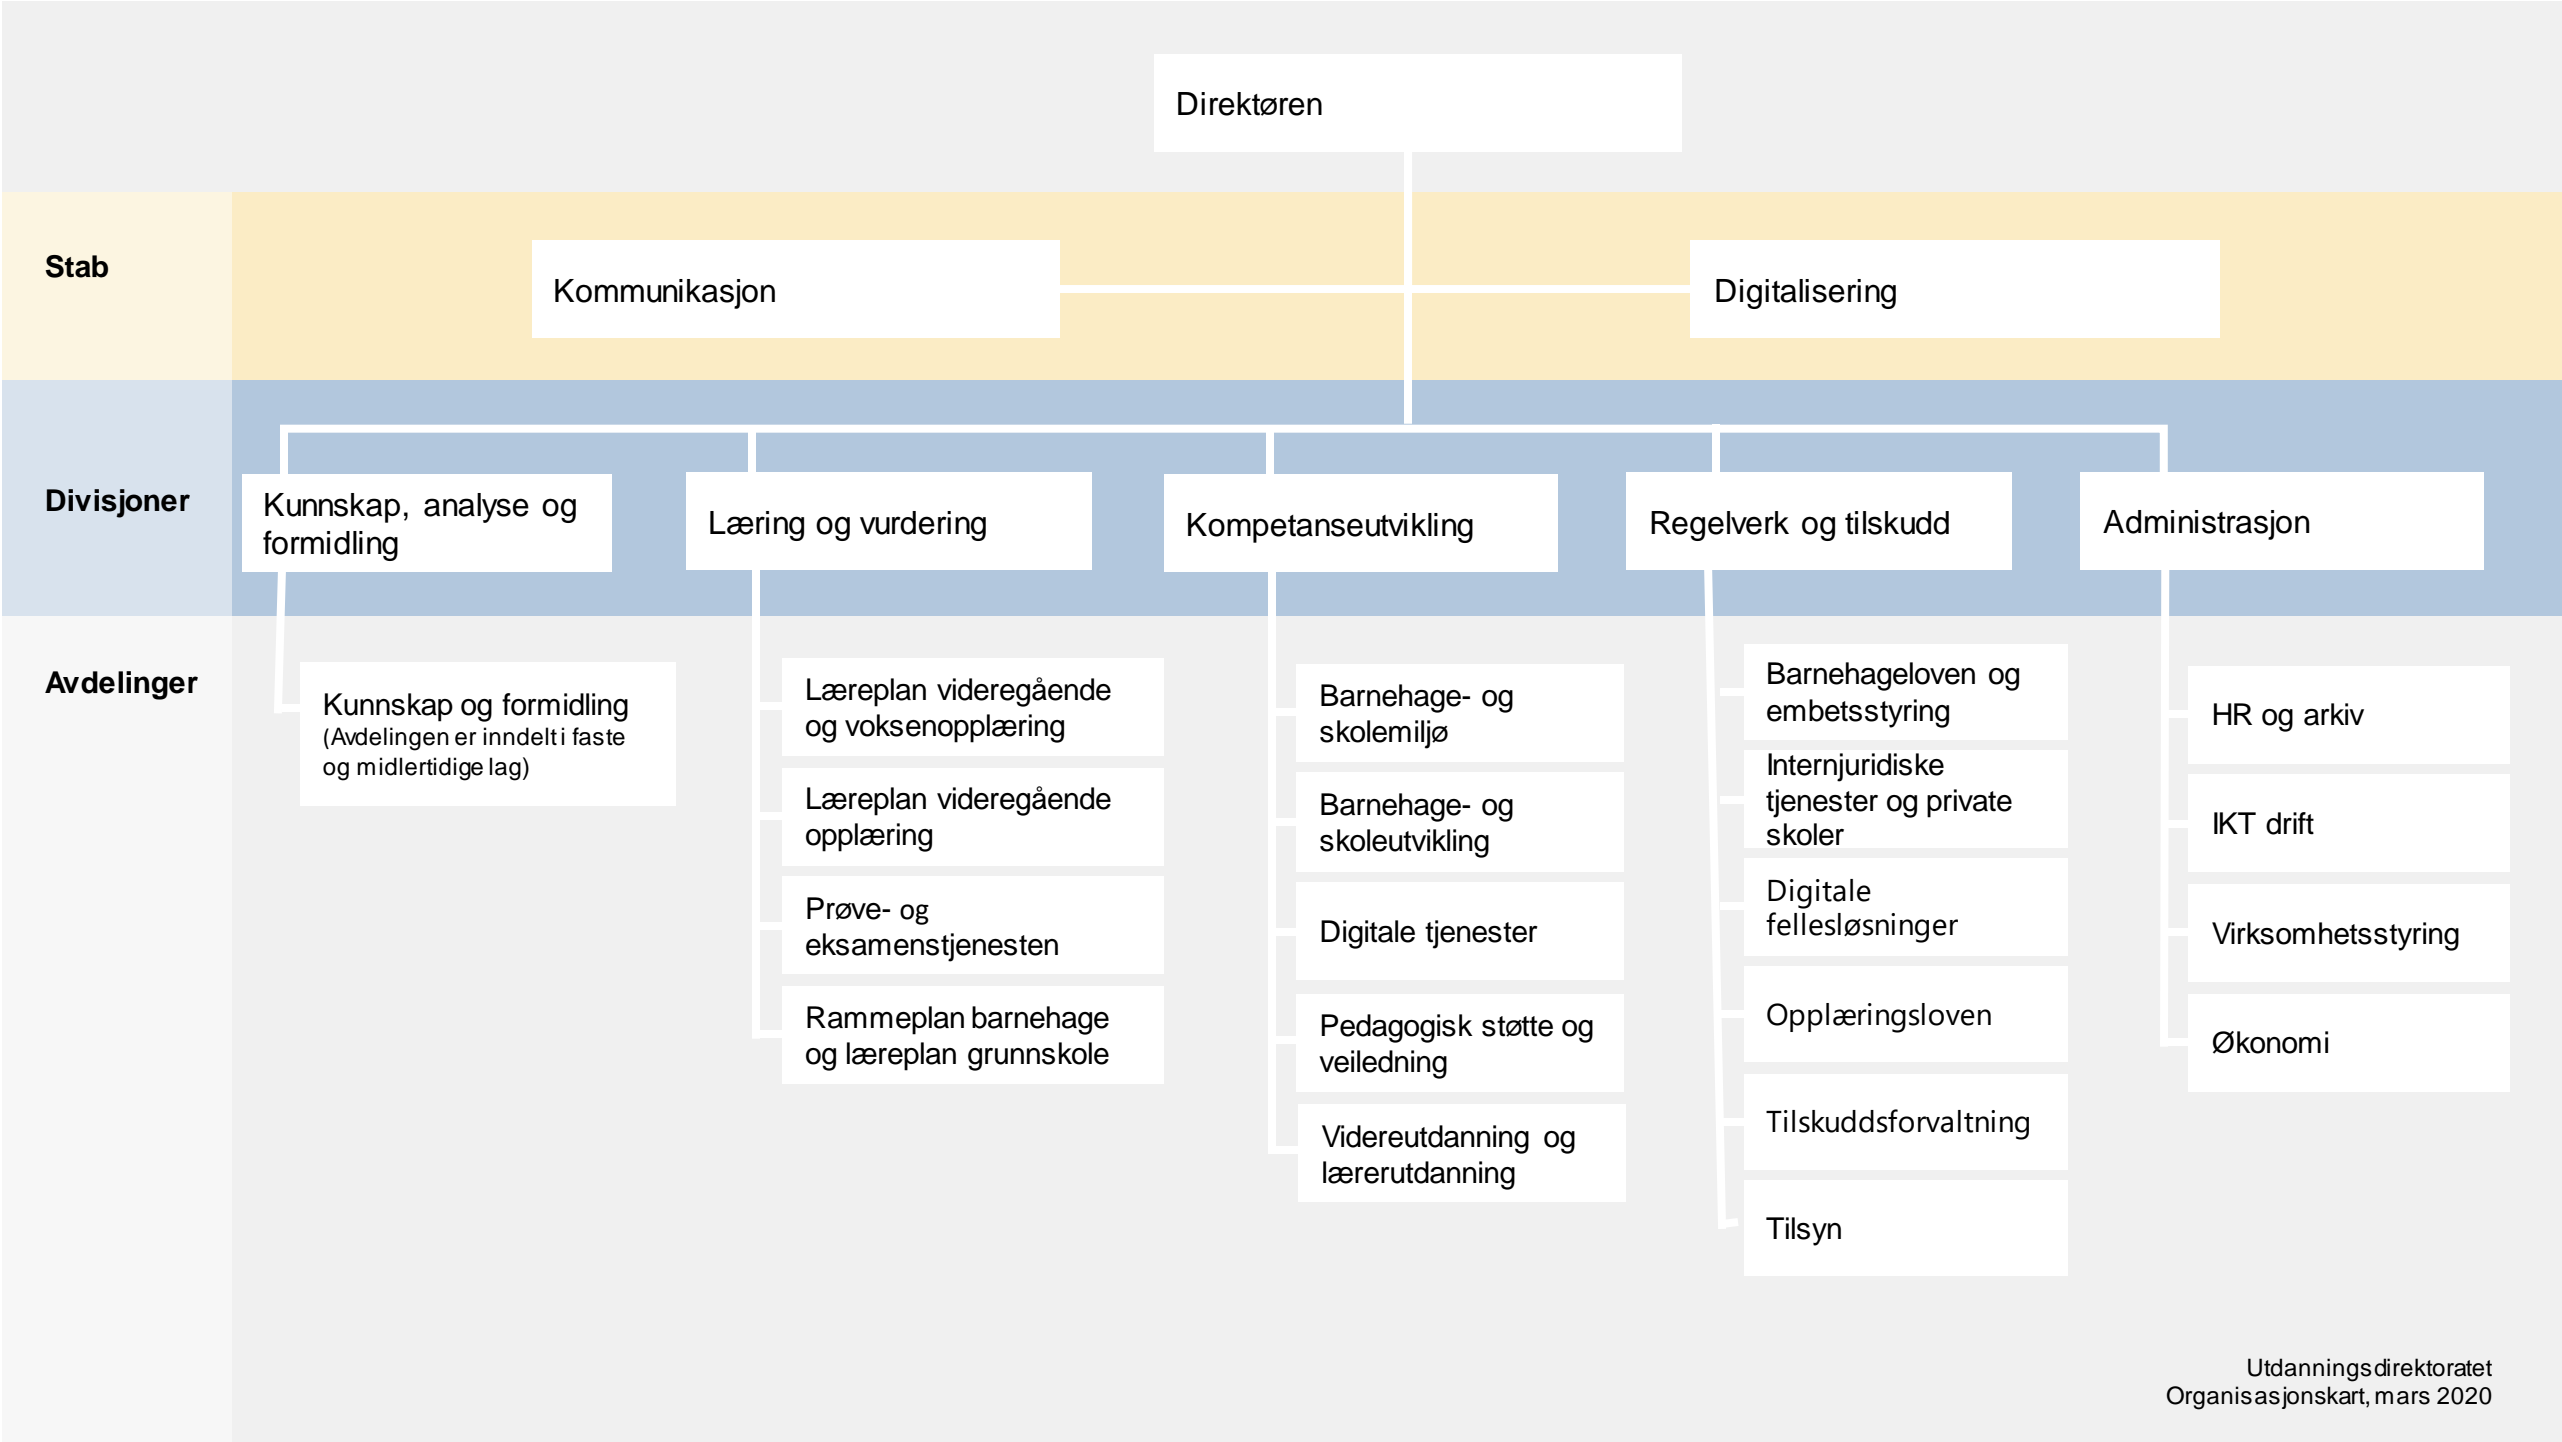 Direktøren
Stab
Kommunikasjon
Digitalisering
Divisjoner
Kunnskap, analyse og
formidling
Læring og vurdering
Kompetanseutvikling
Regelverk og tilskudd
Administrasjon
Avdelinger
Kunnskap og formidling
(Avdelingen er inndelt i faste
og midlertidige lag)
Læreplan videregående
og voksenopplæring
Læreplan videregående
opplæring
Prøve- og
eksamenstjenesten
Rammeplan barnehage
og læreplan grunnskole
Barnehage- og
skolemiljø
Barnehage- og
skoleutvikling
Digitale tjenester
Pedagogisk støtte og
veiledning
Videreutdanning og
lærerutdanning
Barnehageloven og
embetsstyring
Internjuridiske
tjenester og private
skoler
Digitale
fellesløsninger
Opplæringsloven
Tilskuddsforvaltning
Tilsyn
HR og arkiv
IKT drift
Virksomhetsstyring
Økonomi
Utdanningsdirektoratet
Organisasjonskart, mars 2020